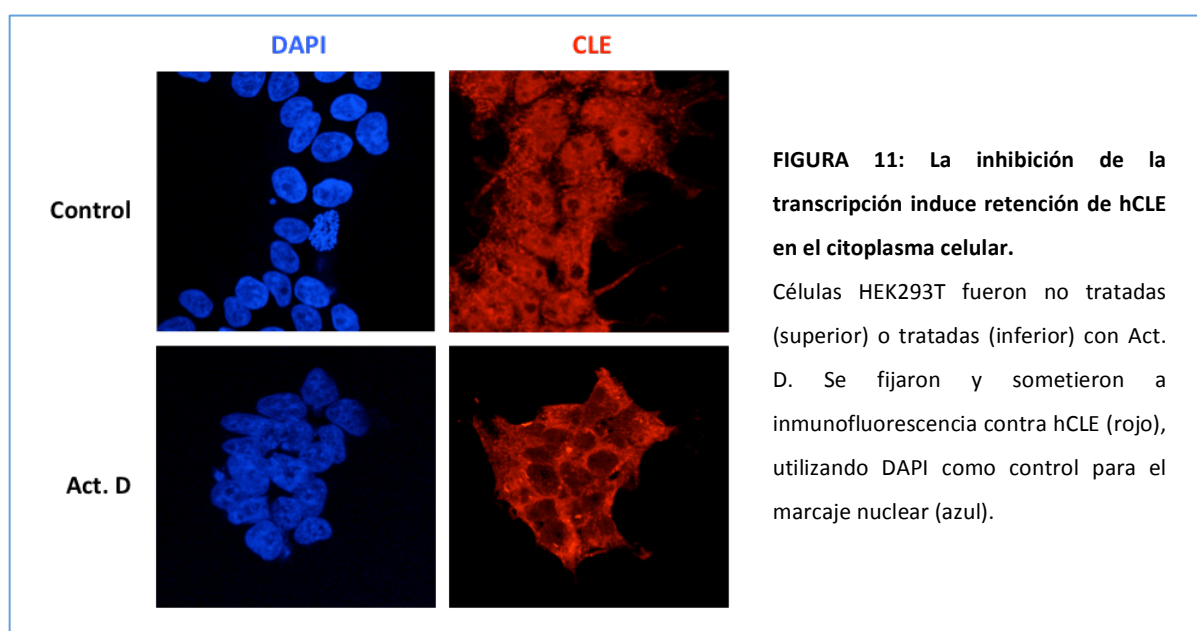 DAPI
CLE
Control
Act. D
FIGURA 11: La inhibición de la
transcripción induce retención de hCLE
en el citoplasma celular.
Células HEK293T fueron no tratadas
(superior) o tratadas (inferior) con Act.
D. Se fijaron y sometieron a
inmunofluorescencia contra hCLE (rojo),
utilizando DAPI como control para el
marcaje nuclear (azul).